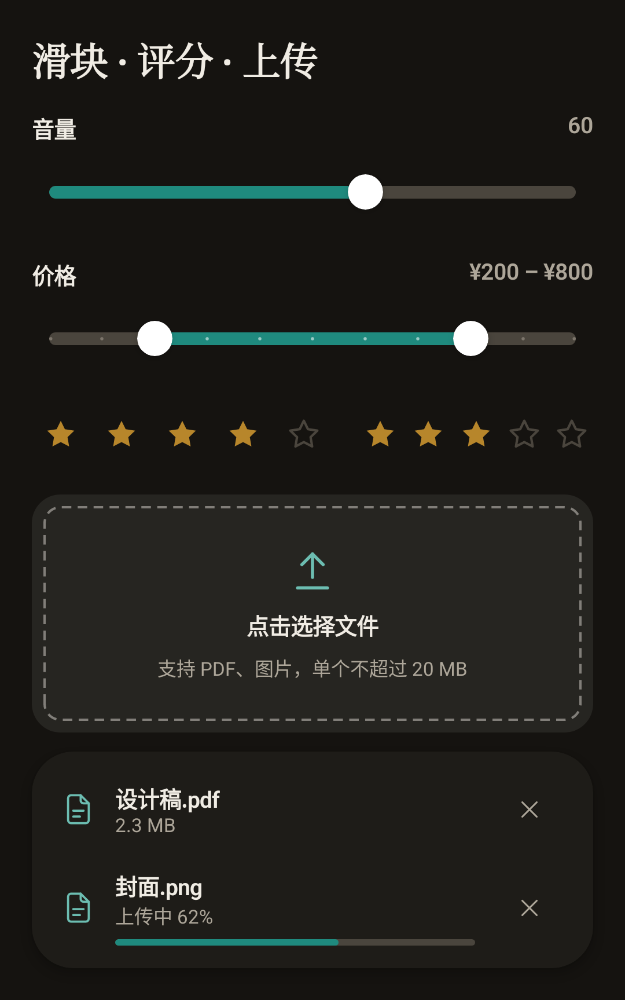 滑块 · 评分 · 上传
音量
60
价格
¥200 – ¥800
点击选择文件
支持 PDF、图片，单个不超过 20 MB
设计稿.pdf
2.3 MB
封面.png
上传中 62%